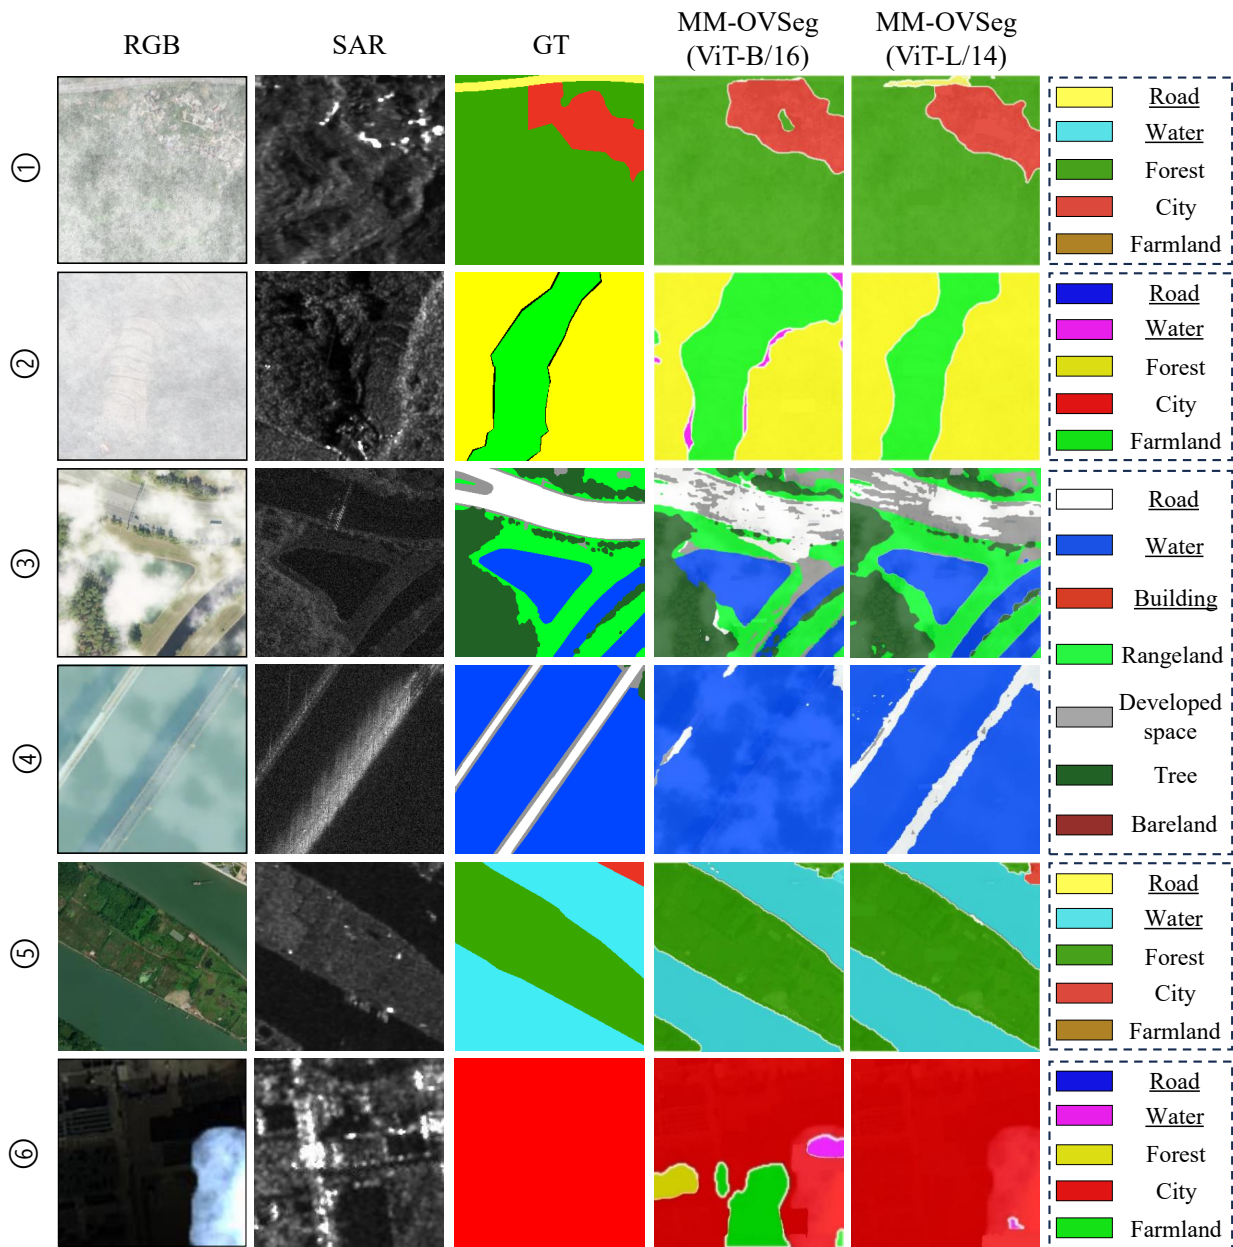 RGB
SAR
GT
MM-OVSeg
(ViT-B/16)
MM-OVSeg
(ViT-L/14)
①
Road
Water
Forest
City
Farmland
②
Road
Water
Forest
City
Farmland
③
Road
Water
Building
Rangeland
Developed
space
Tree
Bareland
④
⑤
Road
Water
Forest
City
Farmland
⑥
Road
Water
Forest
City
Farmland